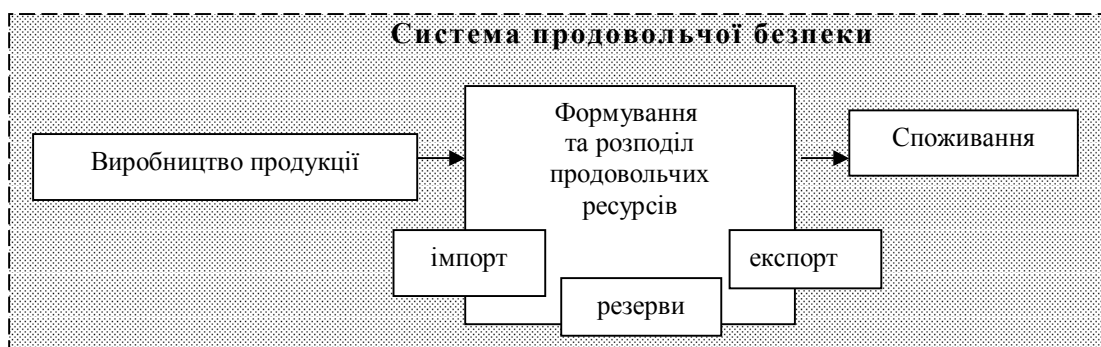 Система продовольчої безпеки
Виробництво продукції
Формування
та розподіл
продовольчих
ресурсів
Споживання
імпорт
експорт
резерви